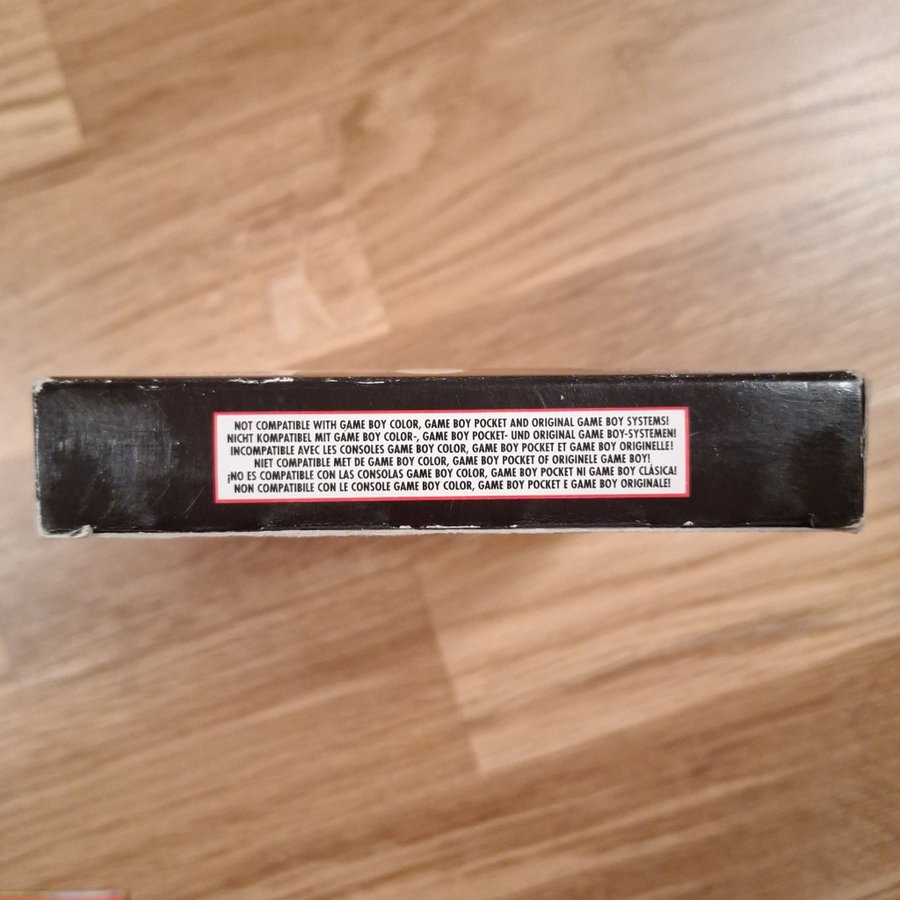 NOT COMPATIBLE WITH GAME BOY COLOR, GAME BOY POCKET AND ORIGINAL GAME BOY SYSTEMS!
NICHT KOMPATIBEL MIT GAME BOY COLOR-, GAME BOY POCKET- UND ORIGINAL GAME BOY-SYSTEMEN!
INCOMPATIBLE AVEC LES CONSOLES GAME BOY COLOR, GAME BOY POCKET ET GAME BOY ORIGINELLE!
NIET COMPATIBLE MET DE GAME BOY COLOR, GAME BOY POCKET OF ORIGINELE GAME BOY!
¡NO ES COMPATIBLE CON LAS CONSOLAS GAME BOY COLOR, GAME BOY POCKET NI GAME BOY CLÁSICA!
NON COMPATIBILE CON LE CONSOLE GAME BOY COLOR, GAME BOY POCKET E GAME BOY ORIGINALE!